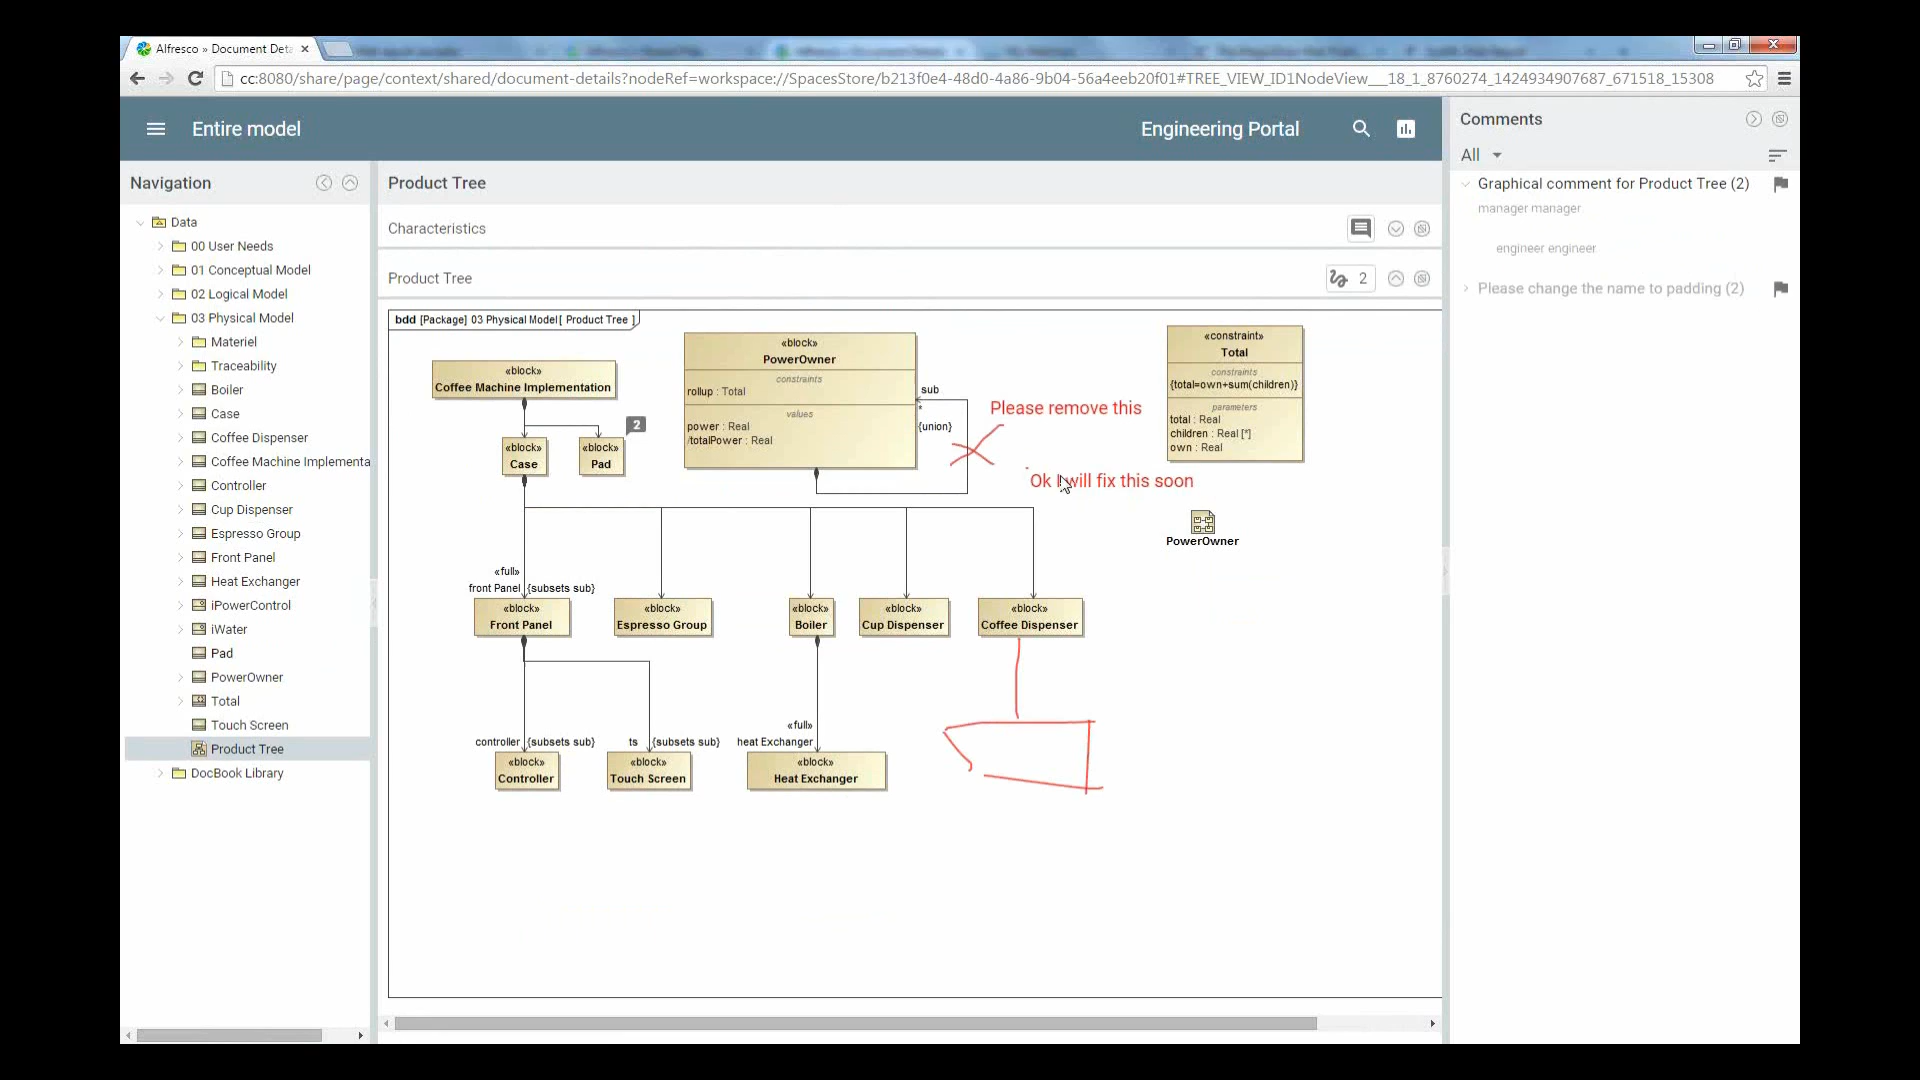 Alfresco » Document Deta
cc:8080/share/page/context/shared/document-details?nodeRef=workspace://SpacesStore/b213f0e4-48d0-4a86-9b04-56a4eeb20f01#TREE_VIEW_ID1NodeView___18_1_8760274_1424934907687_671518_15308
Entire model
Engineering Portal
Navigation
Data
00 User Needs
01 Conceptual Model
02 Logical Model
03 Physical Model
Materiel
Traceability
Boiler
Case
Coffee Dispenser
Coffee Machine Implementa
Controller
Cup Dispenser
Espresso Group
Front Panel
Heat Exchanger
iPowerControl
iWater
Pad
PowerOwner
Total
Touch Screen
Product Tree
DocBook Library
Product Tree
Characteristics
Product Tree
2
bdd [Package] 03 Physical Model[ Product Tree ]
«block»
Coffee Machine Implementation
«block»
Case
«block»
Pad
2
«block»
PowerOwner
constraints
rollup : Total
values
power : Real
/totalPower : Real
sub
*
{union}
Please remove this
Ok I will fix this soon
«constraint»
Total
constraints
{total=own+sum(children)}
parameters
total : Real
children : Real [*]
own : Real
PowerOwner
«full»
front Panel {subsets sub}
«block»
Front Panel
«block»
Espresso Group
«block»
Boiler
«block»
Cup Dispenser
«block»
Coffee Dispenser
controller {subsets sub}
«block»
Controller
ts {subsets sub}
«block»
Touch Screen
«full»
heat Exchanger
«block»
Heat Exchanger
Comments
All
Graphical comment for Product Tree (2)
manager manager
engineer engineer
Please change the name to padding (2)